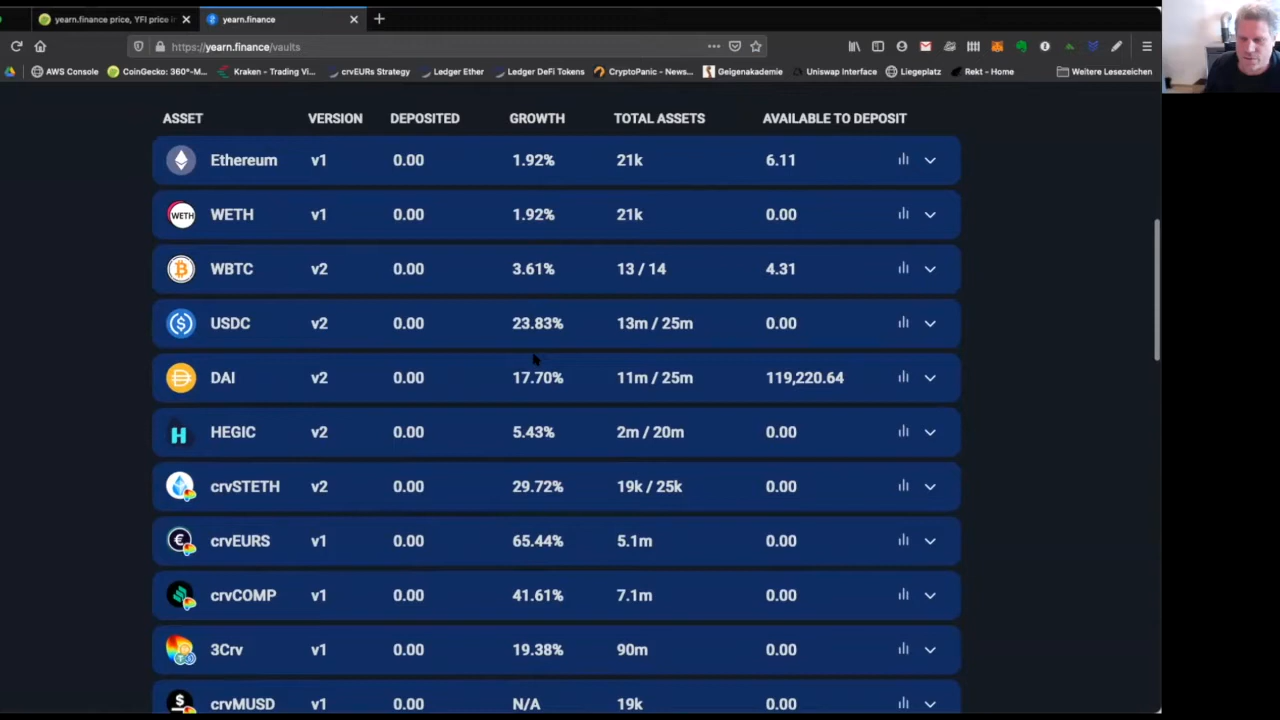 yearn.finance price, YFI price i
yearn.finance
https://yearn.finance/vaults
AWS Console
CoinGecko: 360°-M...
Kraken - Trading Vi...
crvEURs Strategy
Ledger Ether
Ledger DeFi Tokens
CryptoPanic - News...
Geigenakademie
Uniswap Interface
Liegeplatz
Rekt - Home
Weitere Lesezeichen
ASSET VERSION DEPOSITED GROWTH TOTAL ASSETS AVAILABLE TO DEPOSIT
Ethereum v1 0.00 1.92% 21k 6.11
WETH WETH v1 0.00 1.92% 21k 0.00
WBTC v2 0.00 3.61% 13 / 14 4.31
USDC v2 0.00 23.83% 13m / 25m 0.00
DAI v2 0.00 17.70% 11m / 25m 119,220.64
HEGIC v2 0.00 5.43% 2m / 20m 0.00
crvSTETH v2 0.00 29.72% 19k / 25k 0.00
crvEURS v1 0.00 65.44% 5.1m 0.00
crvCOMP v1 0.00 41.61% 7.1m 0.00
3Crv v1 0.00 19.38% 90m 0.00
crvMUSD v1 0.00 N/A 19k 0.00